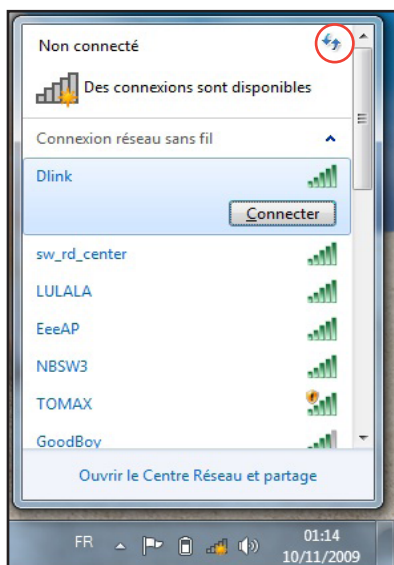 Non connecté
Des connexions sont disponibles
Connexion réseau sans fil
Dlink
Connecter
sw_rd_center
LULALA
EeeAP
NBSW3
TOMAX
GoodBoy
Ouvrir le Centre Réseau et partage
FR
01:14
10/11/2009